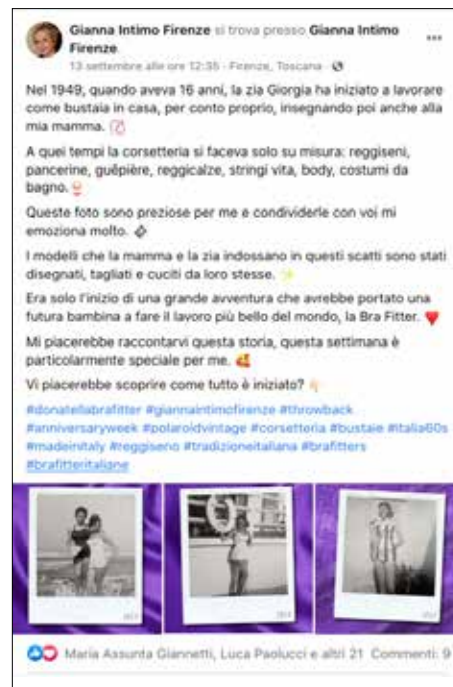 Gianna Intimo Firenze si trova presso Gianna Intimo
Firenze.
13 settembre alle ore 12:35 · Firenze, Toscana ·
Nel 1949, quando aveva 16 anni, la zia Giorgia ha iniziato a lavorare
come bustaia in casa, per conto proprio, insegnando poi anche alla
mia mamma.
A quei tempi la corsetteria si faceva solo su misura: reggiseni,
pancerine, guêpière, reggicalze, stringi vita, body, costumi da
bagno.
Queste foto sono preziose per me e condividerle con voi mi
emoziona molto.
I modelli che la mamma e la zia indossano in questi scatti sono stati
disegnati, tagliati e cuciti da loro stesse.
Era solo l'inizio di una grande avventura che avrebbe portato una
futura bambina a fare il lavoro più bello del mondo, la Bra Fitter.
Mi piacerebbe raccontarvi questa storia, questa settimana è
particolarmente speciale per me.
Vi piacerebbe scoprire come tutto è iniziato?
#donatellabrafitter #giannaintimofirenze #throwback
#anniversaryweek #polaroidvintage #corsetteria #bustaie #italia60s
#madeinitaly #reggiseno #tradizioneitaliana #brafitters
#brafitteritaliane
Maria Assunta Giannetti, Luca Paolucci e altri 21 Commenti: 9